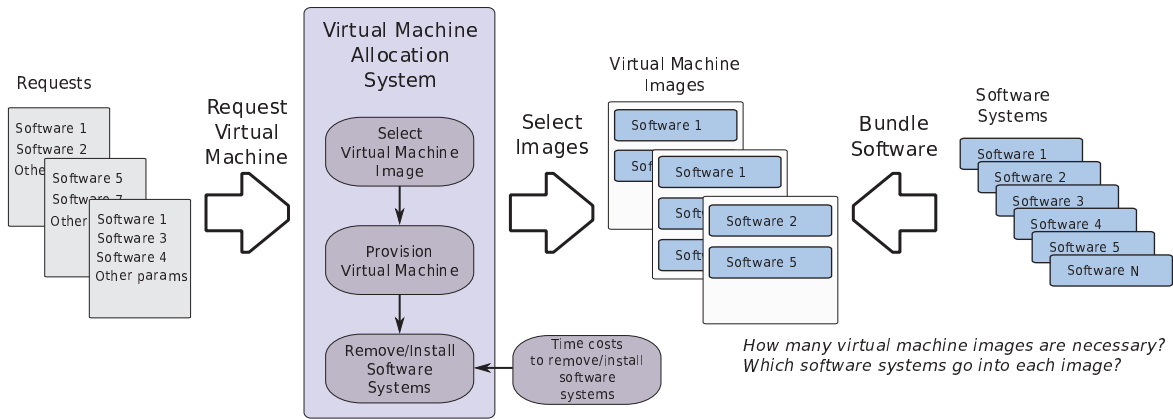 Requests
Software 1
Software 2
Othe
Software 5
Software 7
Other
Software 1
Software 3
Software 4
Other params
Request
Virtual
Machine
Virtual Machine
Allocation
System
Select
Virtual Machine
Image
Provision
Virtual Machine
Remove/Install
Software
Systems
Time costs
to remove/install
software
systems
Select
Images
Virtual Machine
Images
Software 1
Sof
Software 1
Sof
Sof
Software 2
Software 5
Bundle
Software
Software
Systems
Software 1
Software 2
Software 3
Software 4
Software 5
Software N
How many virtual machine images are necessary?
Which software systems go into each image?